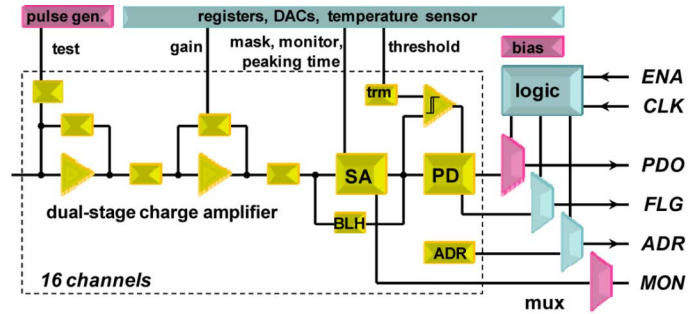 pulse gen.
registers, DACs, temperature sensor
test
gain
mask, monitor,
peaking time
threshold
bias
trm
logic
ENA
CLK
SA
PD
PDO
dual-stage charge amplifier
BLH
FLG
ADR
ADR
16 channels
mux
MON